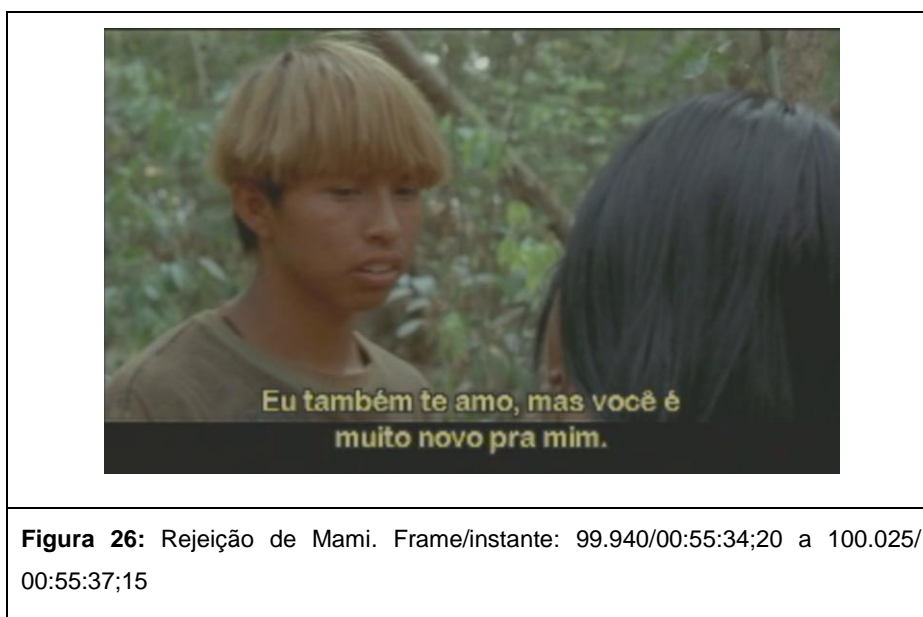 Eu também te amo, mas você é
muito novo pra mim.
Figura 26: Rejeição de Mami. Frame/instante: 99.940/00:55:34;20 a 100.025/
00:55:37;15